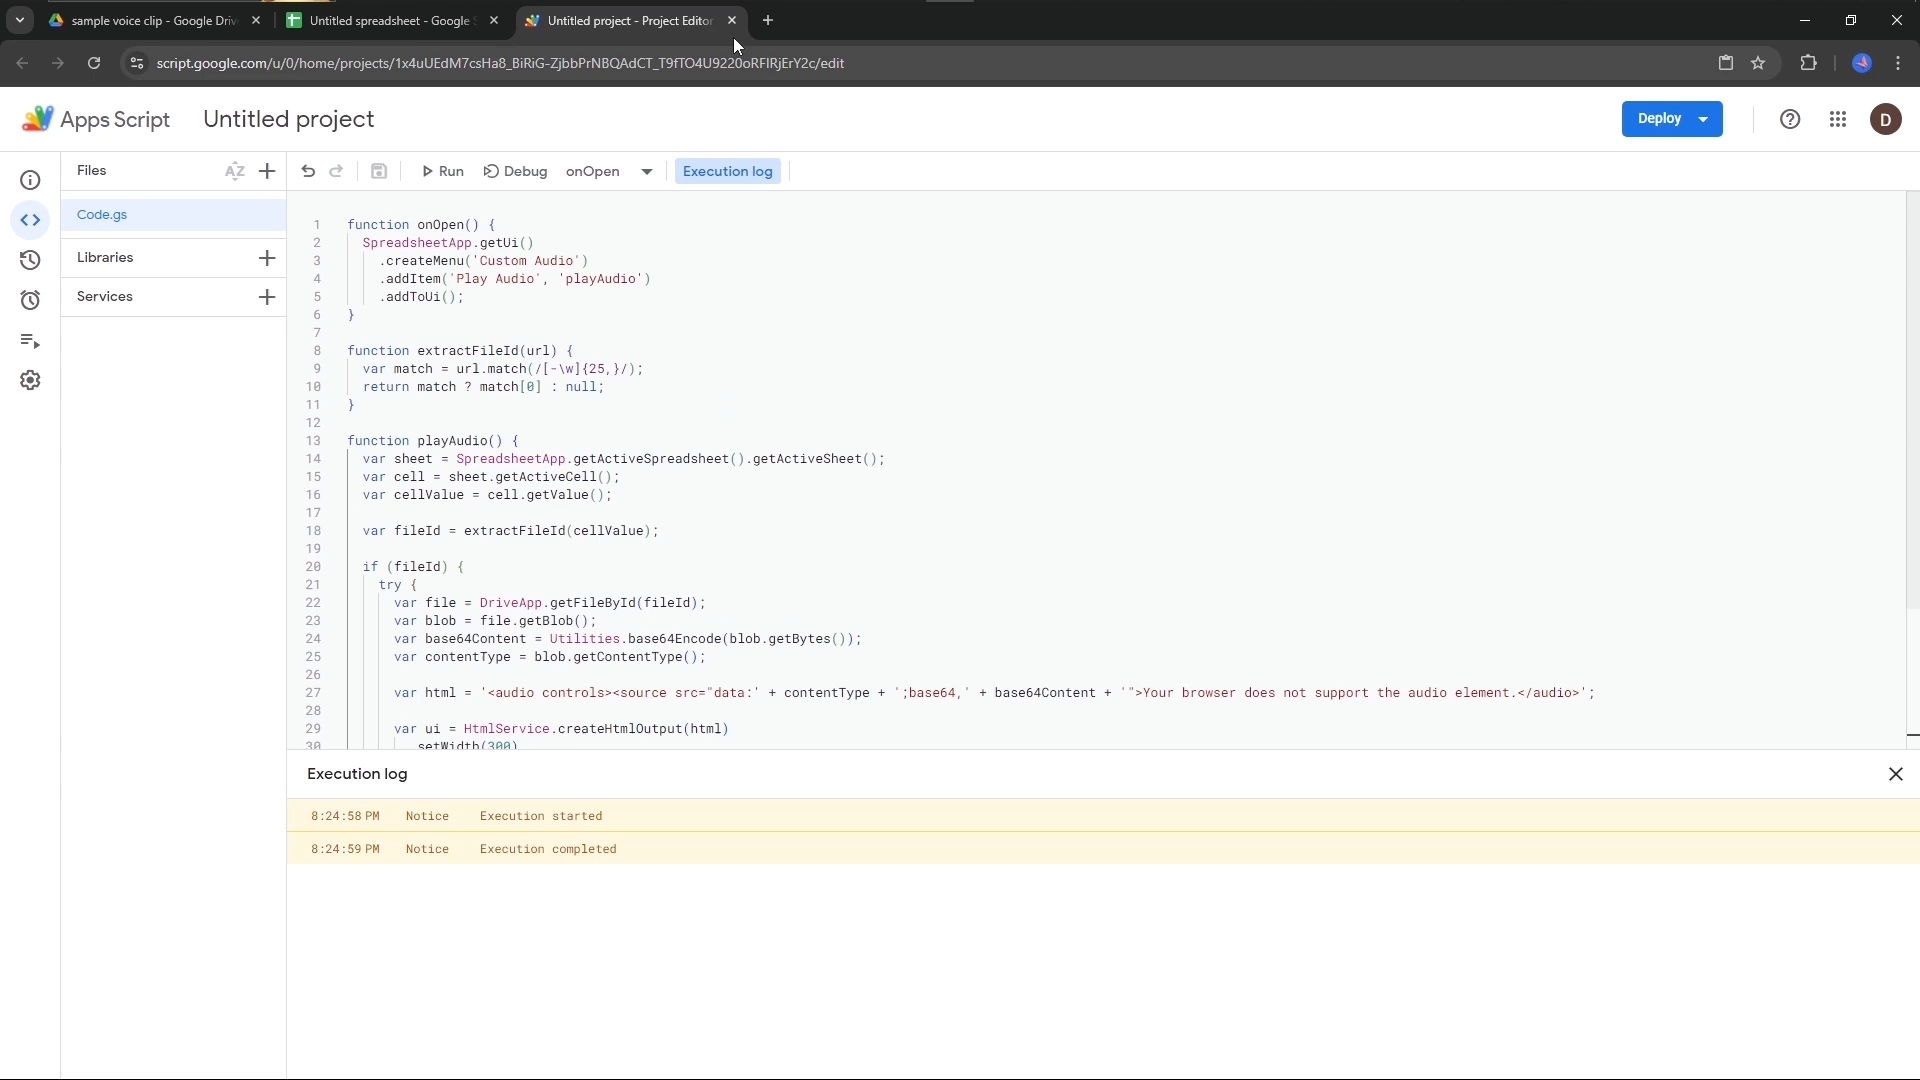 sample voice clip - Google Driv
Untitled spreadsheet - Google S
Untitled project - Project Editor
script.google.com/u/0/home/projects/1x4uUEdM7csHa8_BiRiG-ZjbbPrNBQAdCT_T9fTO4U9220oRFIRjErY2c/edit
Apps Script
Untitled project
Deploy
D
Files
AZ
Run
Debug
onOpen
Execution log
Code.gs
Libraries
Services
1 function onOpen() {
2 SpreadsheetApp.getUi()
3 .createMenu('Custom Audio')
4 .addItem('Play Audio', 'playAudio')
5 .addToUi();
6 }
7
8 function extractFileId(url) {
9 var match = url.match(/[-\w]{25,}/);
10 return match ? match[0] : null;
11 }
12
13 function playAudio() {
14 var sheet = SpreadsheetApp.getActiveSpreadsheet().getActiveSheet();
15 var cell = sheet.getActiveCell();
16 var cellValue = cell.getValue();
17
18 var fileId = extractFileId(cellValue);
19
20 if (fileId) {
21 try {
22 var file = DriveApp.getFileById(fileId);
23 var blob = file.getBlob();
24 var base64Content = Utilities.base64Encode(blob.getBytes());
25 var contentType = blob.getContentType();
26
27 var html = '<audio controls><source src="data:' + contentType + ';base64,' + base64Content + '">Your browser does not support the audio element.</audio>';
28
29 var ui = HtmlService.createHtmlOutput(html)
30 .setWidth(300)
Execution log
8:24:58 PM Notice Execution started
8:24:59 PM Notice Execution completed